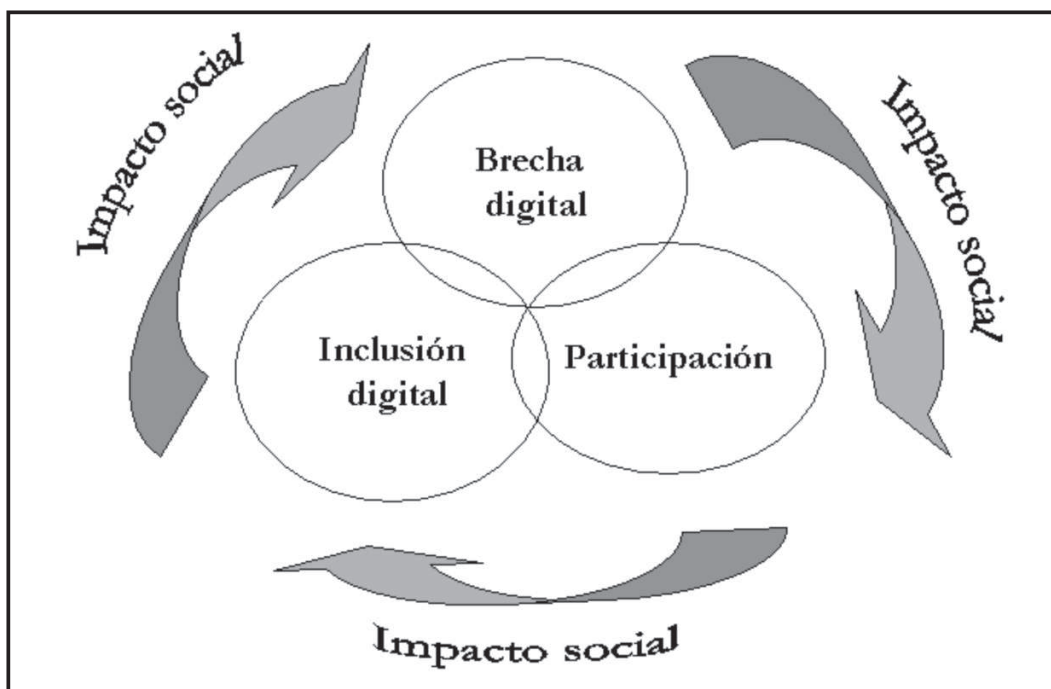 Impacto social
Impacto social
Brecha
digital
Inclusión
digital
Participación
Impacto social